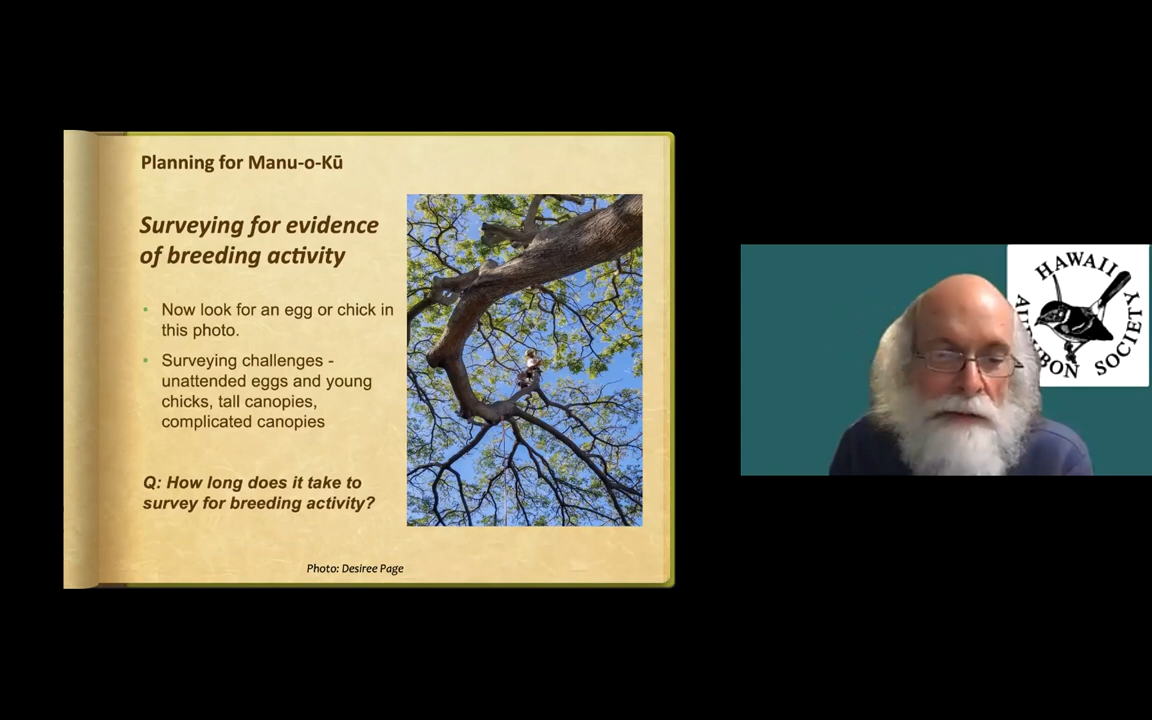 Planning for Manu-o-Kū
Surveying for evidence
of breeding activity
• Now look for an egg or chick in
this photo.
• Surveying challenges -
unattended eggs and young
chicks, tall canopies,
complicated canopies
Q: How long does it take to
survey for breeding activity?
Photo: Desiree Page
HAWAII
AUDUBON SOCIETY